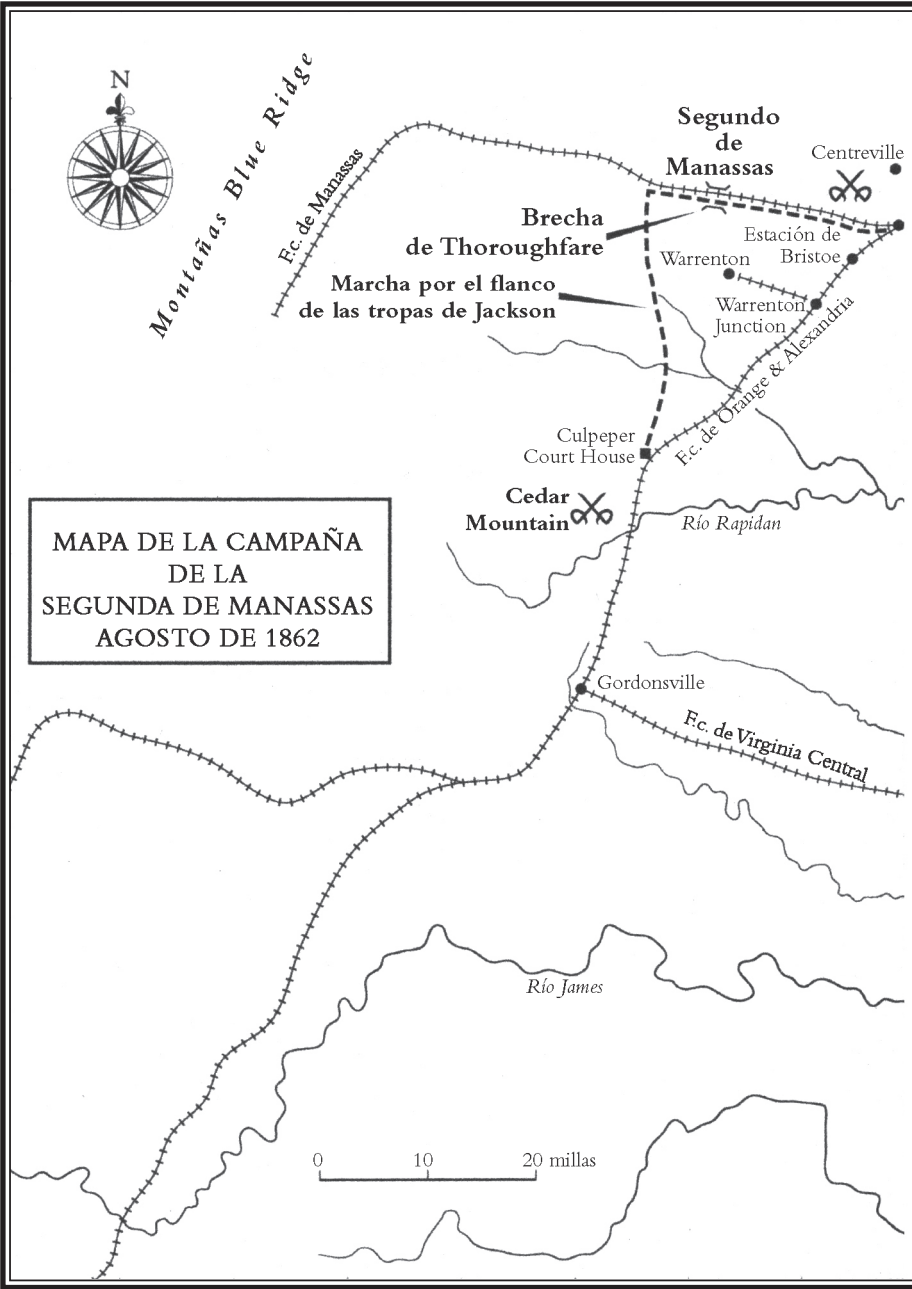 N
Montañas Blue Ridge
F.c. de Manassas
Segundo
de
Manassas
Centreville
Brecha
de Thoroughfare
Estación de
Bristoe
Warrenton
Marcha por el flanco
de las tropas de Jackson
Warrenton
Junction
F.c. de Orange & Alexandria
Culpeper
Court House
Cedar
Mountain
Río Rapidan
MAPA DE LA CAMPAÑA
DE LA
SEGUNDA DE MANASSAS
AGOSTO DE 1862
Gordonsville
F.c. de Virginia Central
Río James
0 10 20 millas